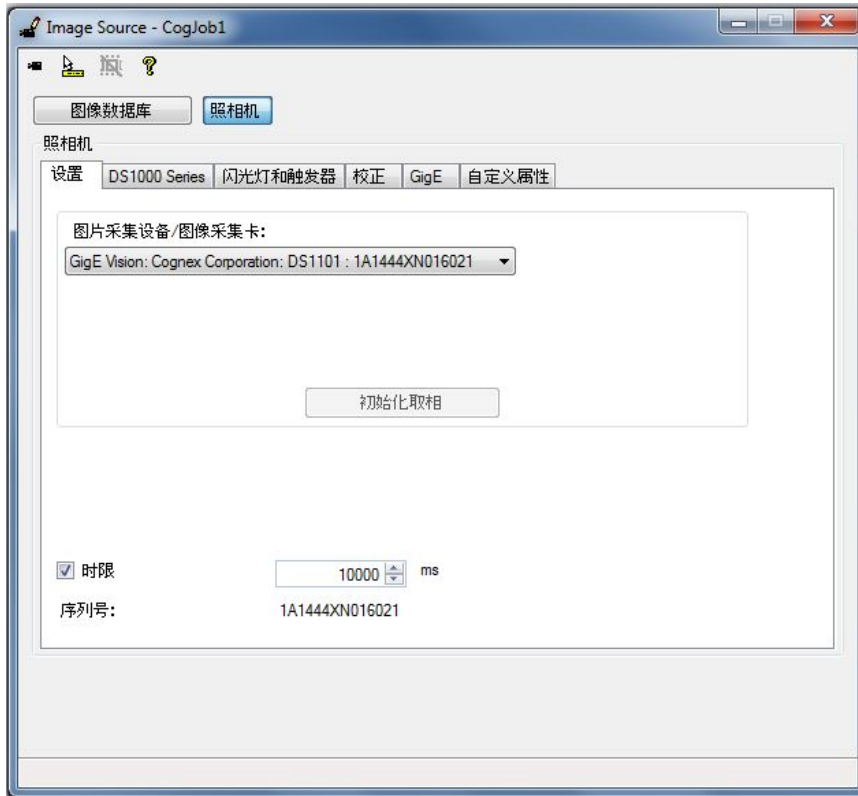 Image Source - CogJob1
图像数据库 照相机
照相机
设置 DS1000 Series 闪光灯和触发器 校正 GigE 自定义属性
图片采集设备/图像采集卡:
GigE Vision: Cognex Corporation: DS1101 : 1A1444XN016021
初始化取相
时限 10000 ms
序列号: 1A1444XN016021